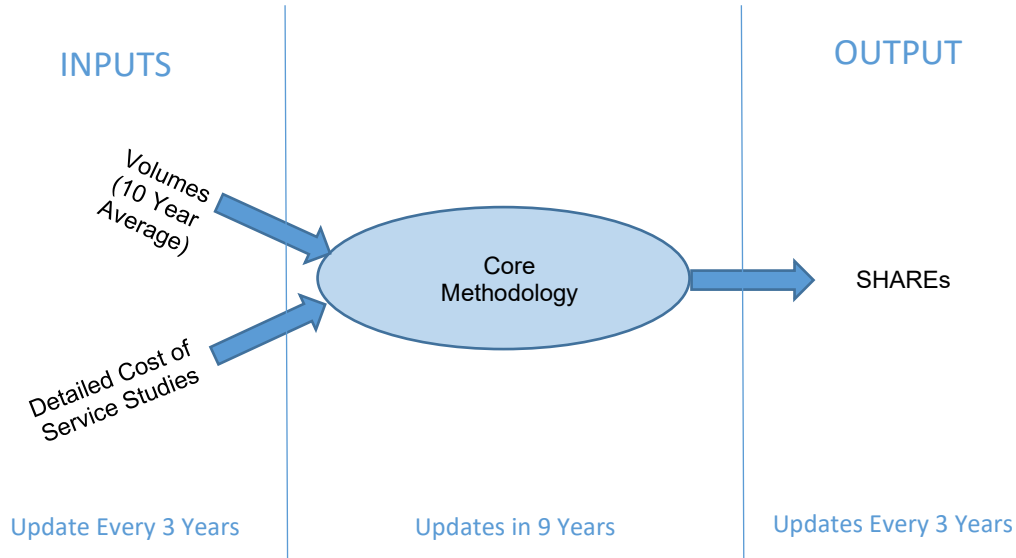 INPUTS
OUTPUT
Volumes
(10 Year
Average)
Core
Methodology
SHAREs
Detailed Cost of
Service Studies
Update Every 3 Years
Updates in 9 Years
Updates Every 3 Years